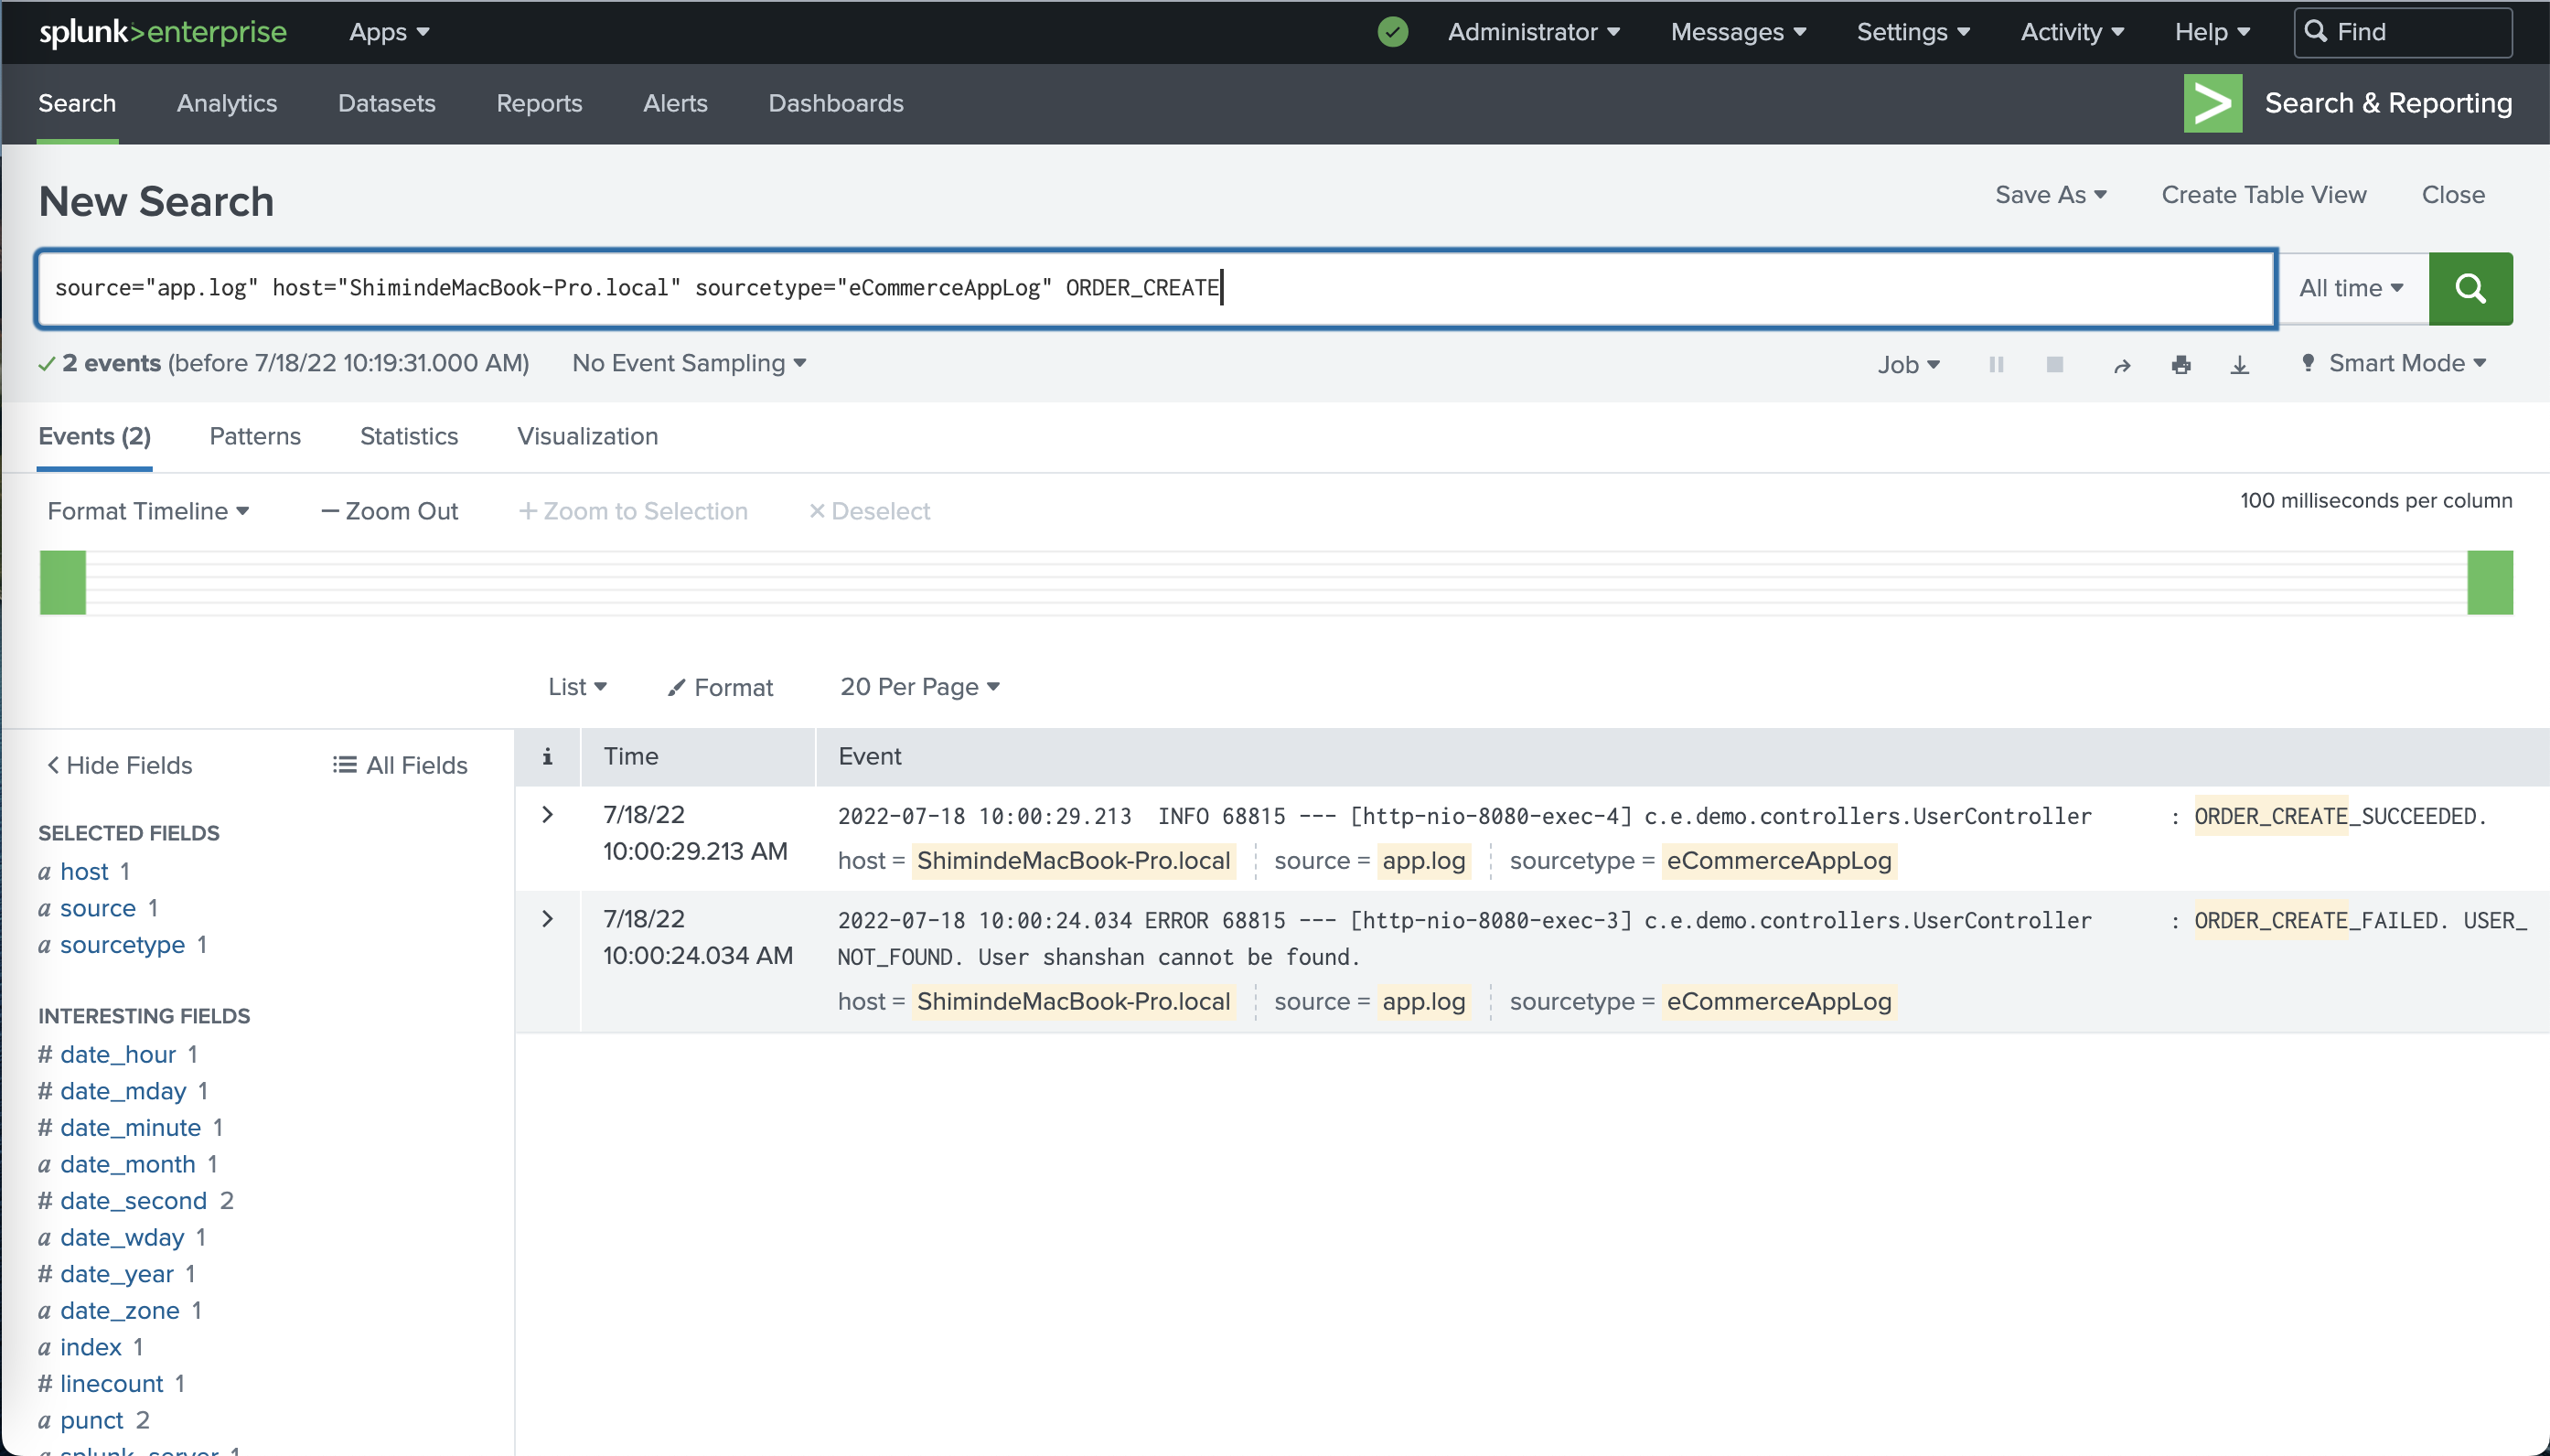 splunk>enterprise Apps Administrator Messages Settings Activity Help Find
Search Analytics Datasets Reports Alerts Dashboards Search & Reporting
New Search Save As Create Table View Close
source="app.log" host="ShimindeMacBook-Pro.local" sourcetype="eCommerceAppLog" ORDER_CREATE All time
2 events (before 7/18/22 10:19:31.000 AM) No Event Sampling Job Smart Mode
Events (2) Patterns Statistics Visualization
Format Timeline — Zoom Out + Zoom to Selection × Deselect 100 milliseconds per column
List Format 20 Per Page
< Hide Fields All Fields
SELECTED FIELDS
a host 1
a source 1
a sourcetype 1
INTERESTING FIELDS
# date_hour 1
# date_mday 1
# date_minute 1
a date_month 1
# date_second 2
a date_wday 1
# date_year 1
a date_zone 1
a index 1
# linecount 1
a punct 2
a splunk_server 1
i Time Event
> 7/18/22 2022-07-18 10:00:29.213  INFO 68815 --- [http-nio-8080-exec-4] c.e.demo.controllers.UserController : ORDER_CREATE_SUCCEEDED.
10:00:29.213 AM host = ShimindeMacBook-Pro.local source = app.log sourcetype = eCommerceAppLog
> 7/18/22 2022-07-18 10:00:24.034 ERROR 68815 --- [http-nio-8080-exec-3] c.e.demo.controllers.UserController : ORDER_CREATE_FAILED. USER_
10:00:24.034 AM NOT_FOUND. User shanshan cannot be found.
host = ShimindeMacBook-Pro.local source = app.log sourcetype = eCommerceAppLog